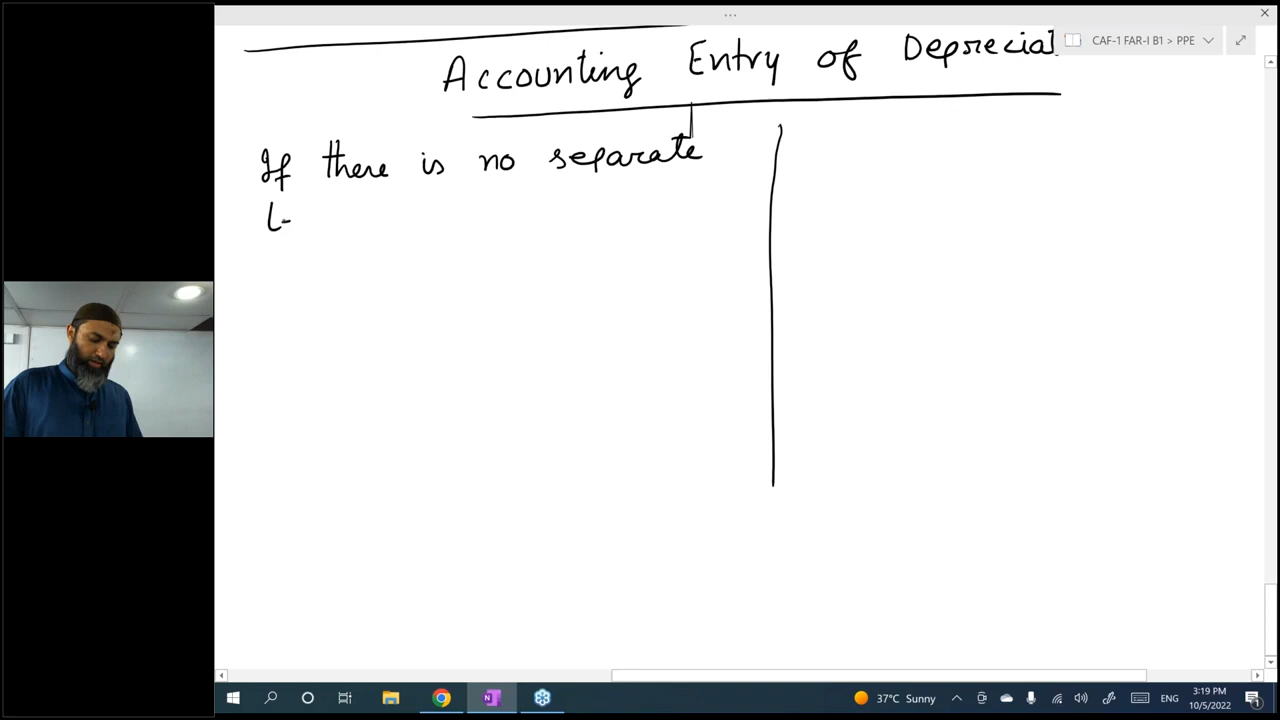 CAF-1 FAR-I B1 > PPE
Accounting Entry of Depreciat
If there is no separate
37°C Sunny
ENG
3:19 PM
10/5/2022